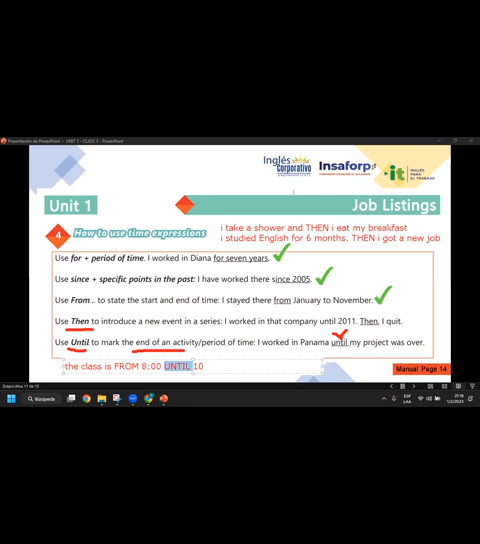 Presentación de PowerPoint - UNIT 1 - CLASS 3 - PowerPoint
Inglés
Corporativo
Insaforp
it
INGLÉS
PARA
EL TRABAJO
Unit 1
Job Listings
4
How to use time expressions
i take a shower and THEN i eat my breakfast
i studied English for 6 months. THEN i got a new job
Use for + period of time. I worked in Diana for seven years.
Use since + specific points in the past: I have worked there since 2005.
Use From... to state the start and end of time: I stayed there from January to November.
Use Then to introduce a new event in a series: I worked in that company until 2011. Then, I quit.
Use Until to mark the end of an activity/period of time: I worked in Panama until my project was over.
the class is FROM 8:00 UNTIL 10
Manual Page 14
Diapositiva 11 de 15
Búsqueda
ESP
LAA
21:18
1/2/2023